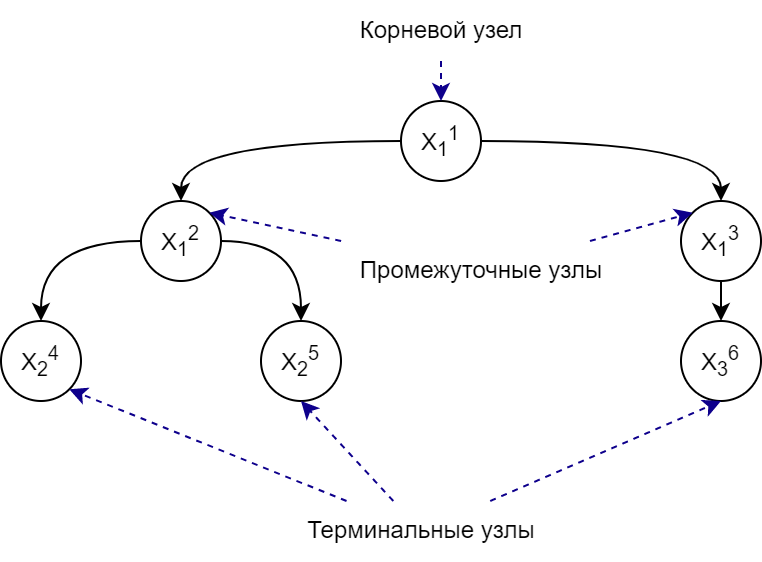 Корневой узел
X₁¹
X₁² X₁³
Промежуточные узлы
X₂⁴ X₂⁵ X₃⁶
Терминальные узлы